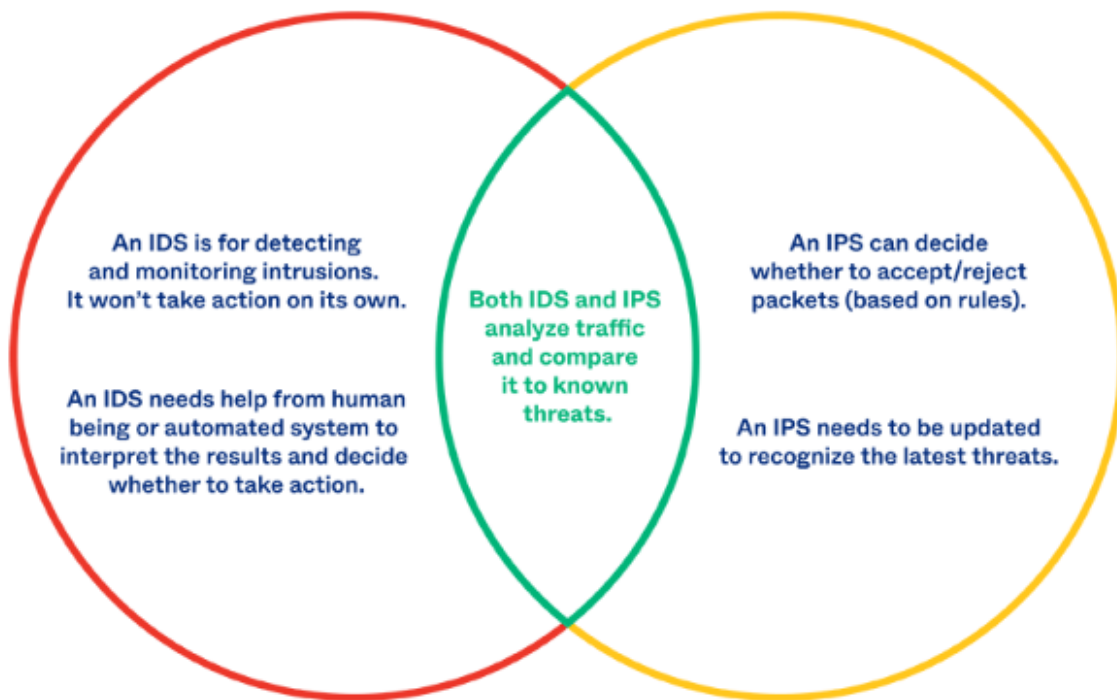 An IDS is for detecting
and monitoring intrusions.
It won't take action on its own.
An IDS needs help from human
being or automated system to
interpret the results and decide
whether to take action.
Both IDS and IPS
analyze traffic
and compare
it to known
threats.
An IPS can decide
whether to accept/reject
packets (based on rules).
An IPS needs to be updated
to recognize the latest threats.